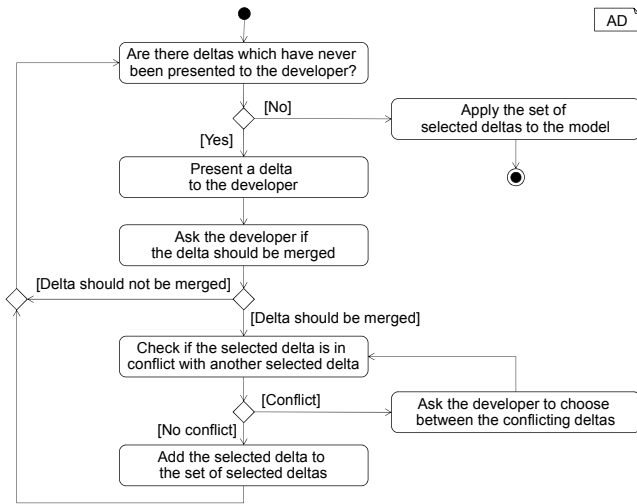 AD
Are there deltas which have never
been presented to the developer?
[No]
Apply the set of
selected deltas to the model
[Yes]
Present a delta
to the developer
Ask the developer if
the delta should be merged
[Delta should not be merged]
[Delta should be merged]
Check if the selected delta is in
conflict with another selected delta
[Conflict]
Ask the developer to choose
between the conflicting deltas
[No conflict]
Add the selected delta to
the set of selected deltas